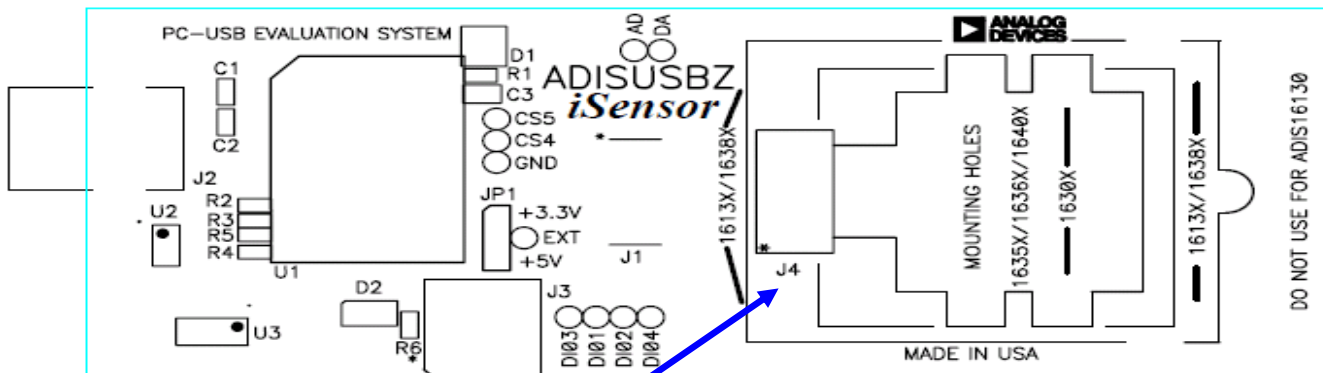 PC-USB EVALUATION SYSTEM
AD
DA
ANALOG
DEVICES
D1
C1
R1
ADISUSBZ
C3
iSensor
CS5
CS4
C2
GND
*
J2
JP1
R2
U2
+3.3V
R3
EXT
R5
R4
+5V
J1
U1
D2
J3
U3
R6
*
DIO3
DIO1
DIO2
DIO4
1613X/1638X
*
J4
MOUNTING HOLES
1635X/1636X/1640X
1630X
1613X/1638X
DO NOT USE FOR ADIS16130
MADE IN USA